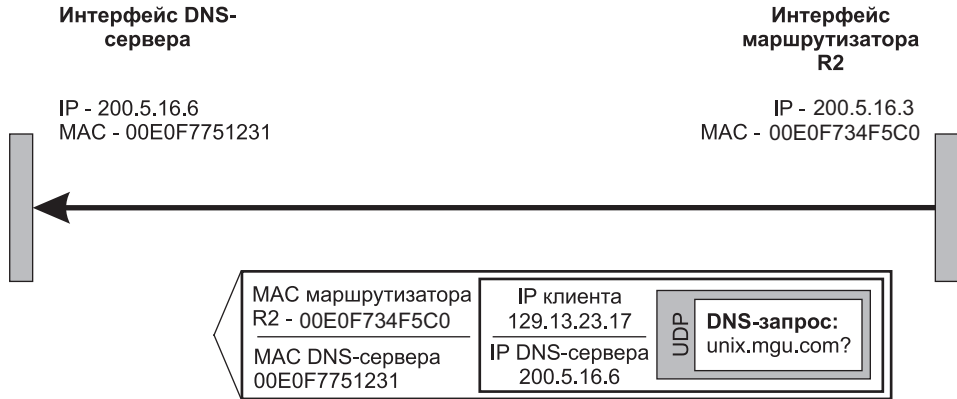 Интерфейс DNS-
сервера
Интерфейс
маршрутизатора
R2
IP - 200.5.16.6
MAC - 00E0F7751231
IP - 200.5.16.3
MAC - 00E0F734F5C0
MAC маршрутизатора
R2 - 00E0F734F5C0
MAC DNS-сервера
00E0F7751231
IP клиента
129.13.23.17
IP DNS-сервера
200.5.16.6
UDP
DNS-запрос:
unix.mgu.com?